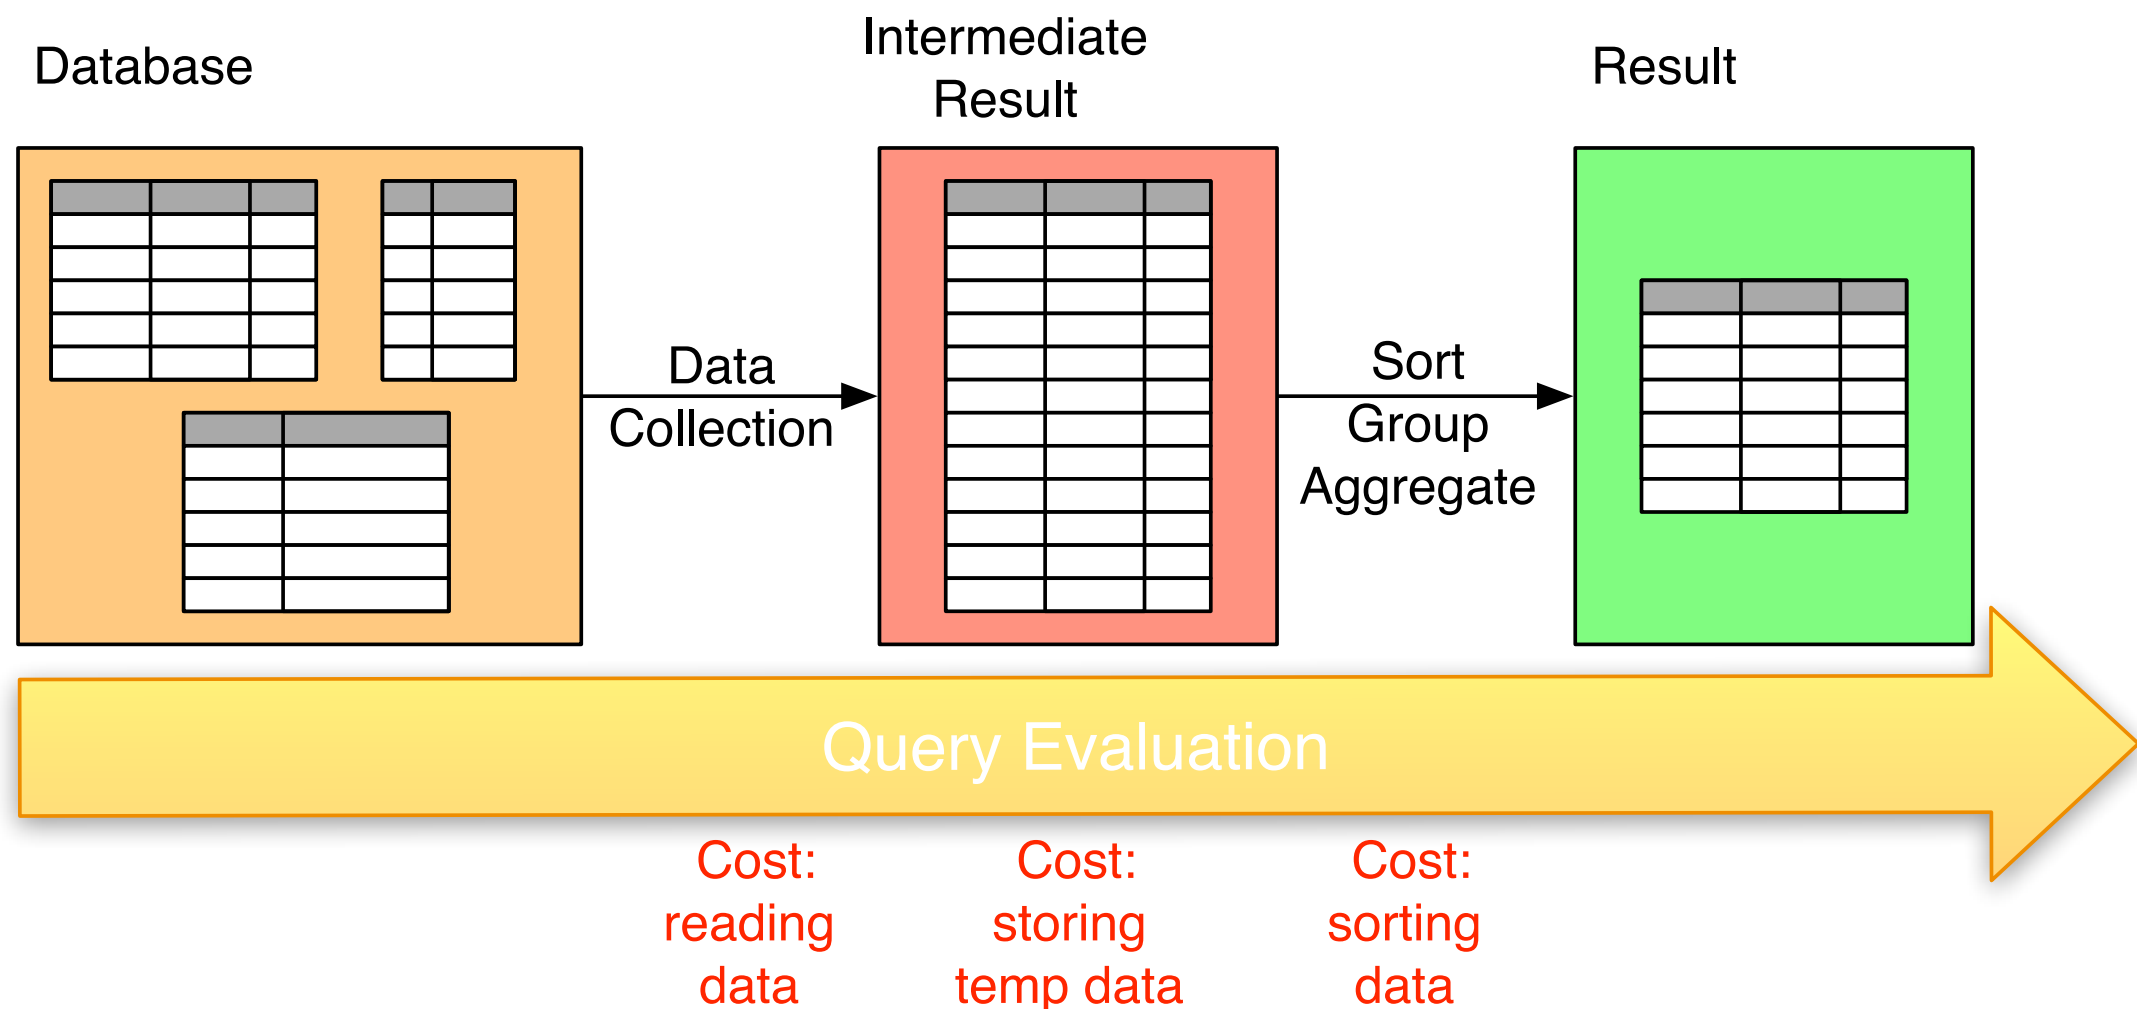 Database
Intermediate
Result
Result
Data
Collection
Sort
Group
Aggregate
Query Evaluation
Cost:
reading
data
Cost:
storing
temp data
Cost:
sorting
data